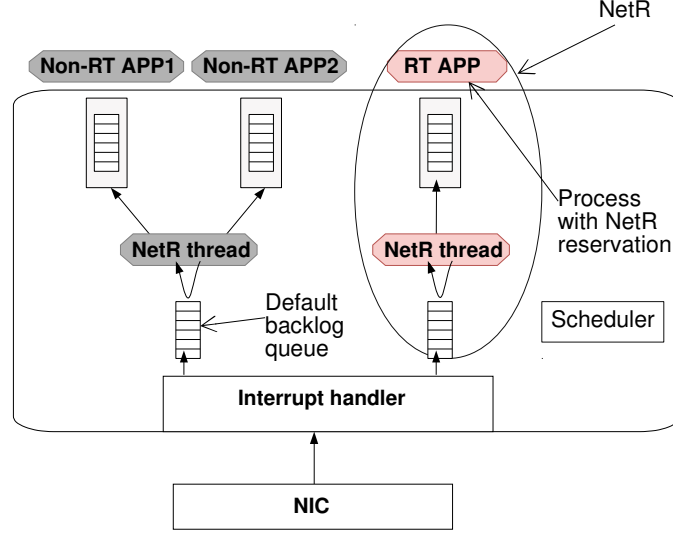 NetR
Non-RT APP1
Non-RT APP2
RT APP
Process
with NetR
reservation
NetR thread
NetR thread
Default
backlog
queue
Scheduler
Interrupt handler
NIC